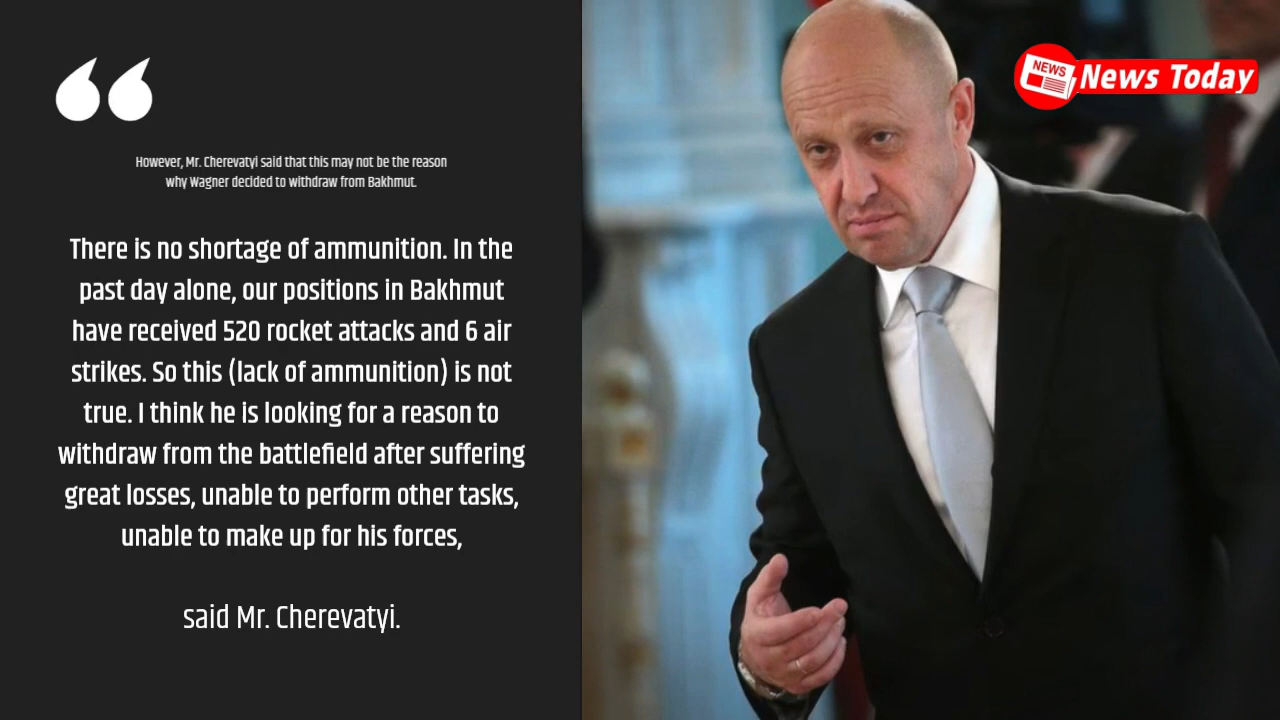 However, Mr. Cherevatyi said that this may not be the reason
why Wagner decided to withdraw from Bakhmut.
There is no shortage of ammunition. In the
past day alone, our positions in Bakhmut
have received 520 rocket attacks and 6 air
strikes. So this (lack of ammunition) is not
true. I think he is looking for a reason to
withdraw from the battlefield after suffering
great losses, unable to perform other tasks,
unable to make up for his forces,
said Mr. Cherevatyi.
NEWS
News Today